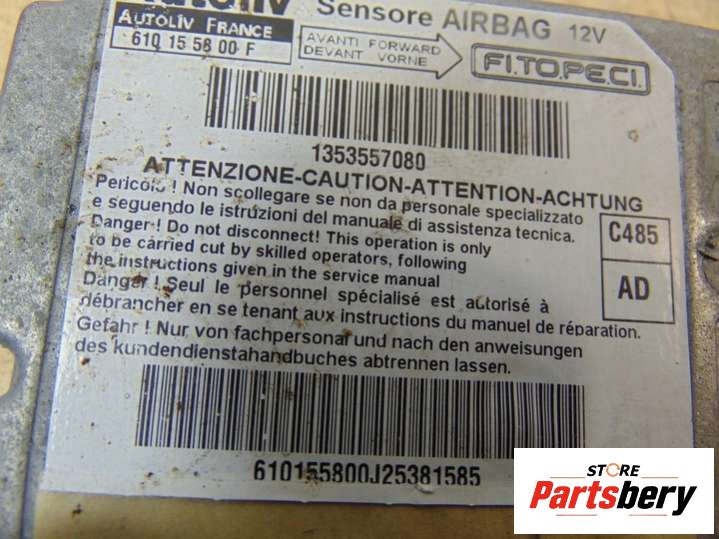 Autoliv Sensore AIRBAG 12V
AUTOLIV FRANCE
610 15 58 00 F
AVANTI FORWARD
DEVANT VORNE
FI.TO.PE.CI.
1353557080
ATTENZIONE-CAUTION-ATTENTION-ACHTUNG
Pericolo ! Non scollegare se non da personale specializzato
e seguendo le istruzioni del manuale di assistenza tecnica.
Danger ! Do not disconnect! This operation is only
to be carried cut by skilled operators, following
the instructions given in the service manual
Danger ! Seul le personnel spécialisé est autorisé à
débrancher en se tenant aux instructions du manuel de réparation.
Gefahr ! Nur von fachpersonal und nach den anweisungen
des kundendienstahandbuches abtrennen lassen.
C485
AD
610155800J25381585
STORE
Partsbery